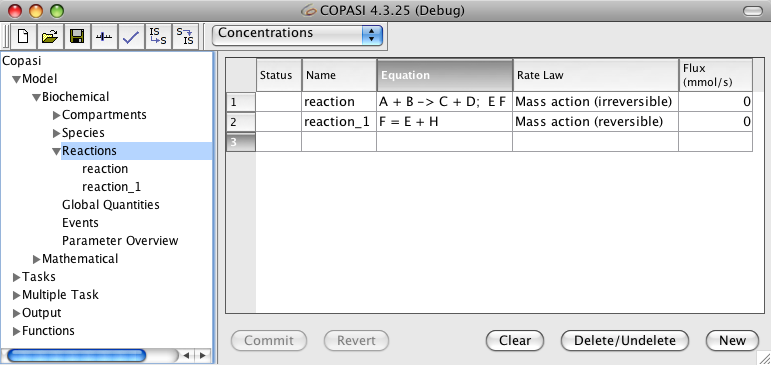 COPASI 4.3.25 (Debug)
IS S S IS Concentrations
Copasi
Model
Biochemical
Compartments
Species
Reactions
reaction
reaction_1
Global Quantities
Events
Parameter Overview
Mathematical
Tasks
Multiple Task
Output
Functions
Status Name Equation Rate Law Flux (mmol/s)
1 reaction A + B -> C + D; E F Mass action (irreversible) 0
2 reaction_1 F = E + H Mass action (reversible) 0
3
Commit Revert Clear Delete/Undelete New